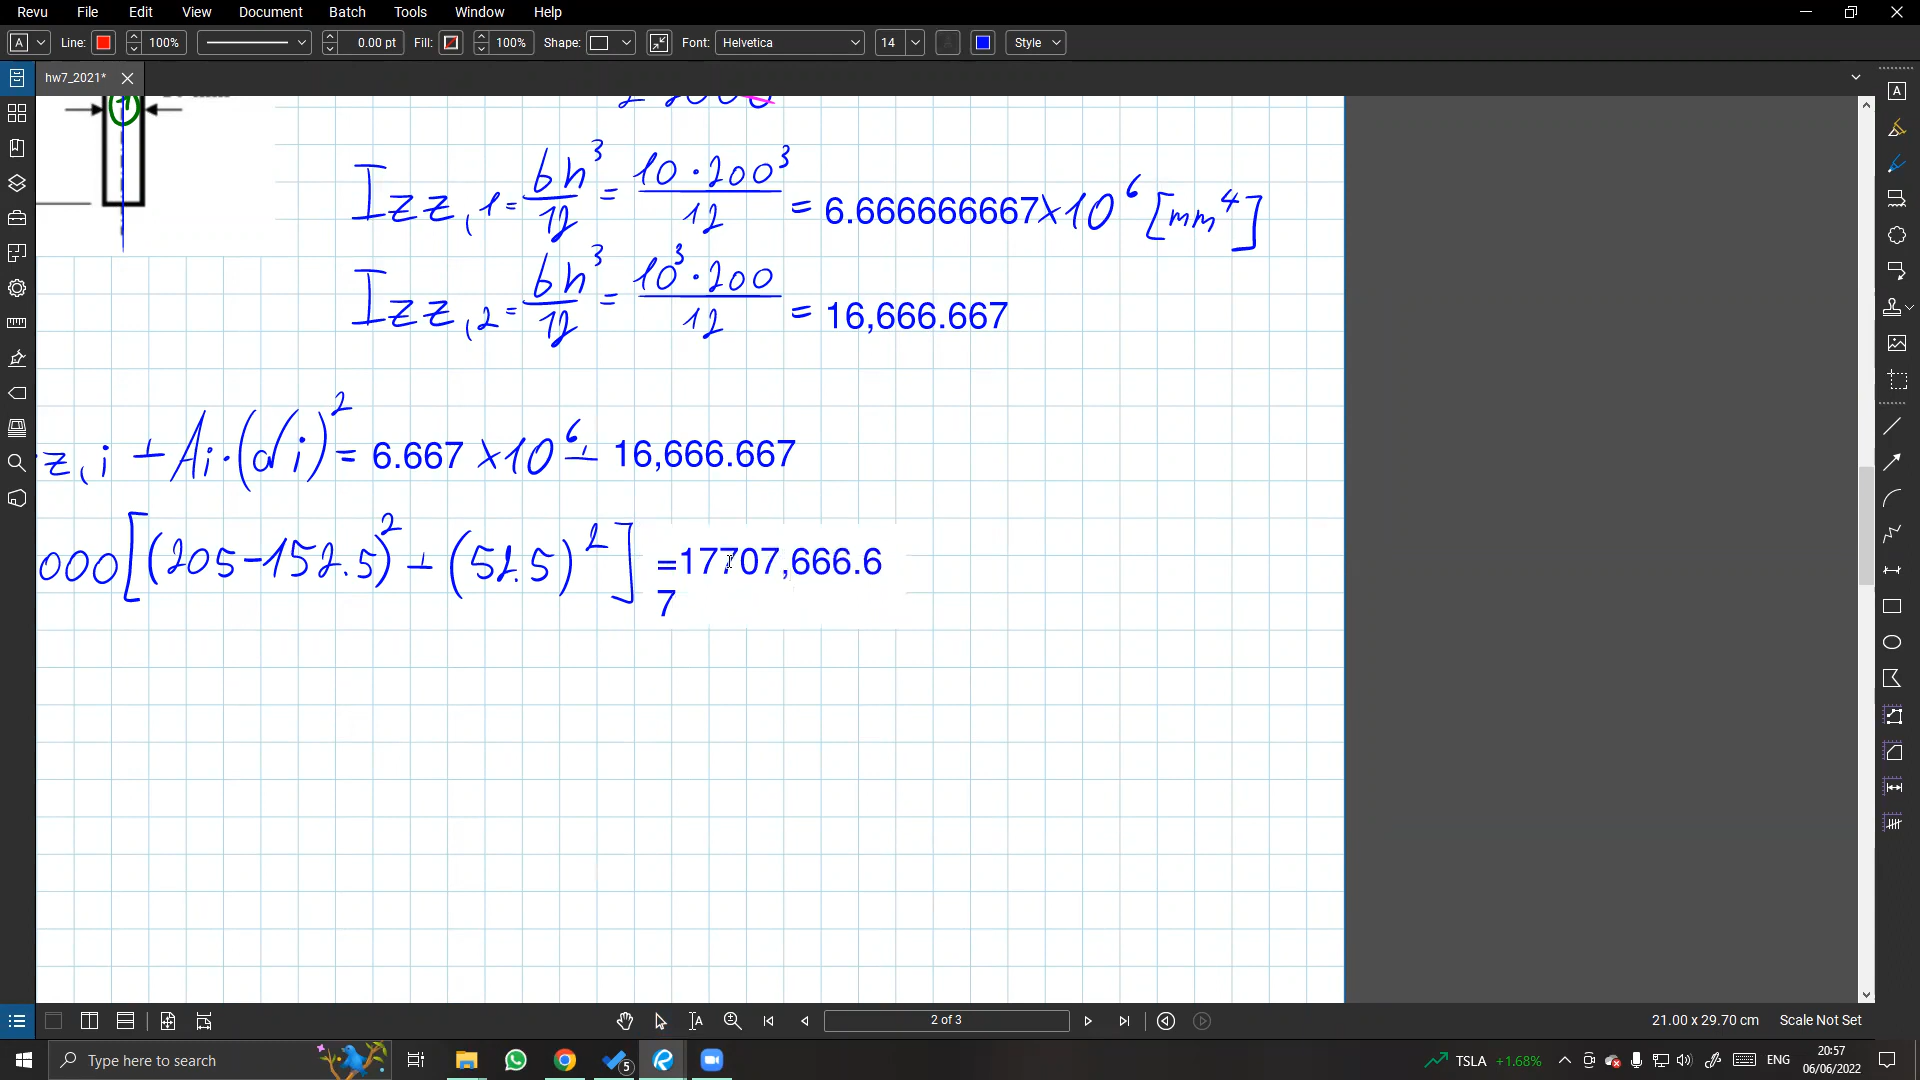 Revu File Edit View Document Batch Tools Window Help
A Line: 100% 0.00 pt Fill: 100% Shape: Font: Helvetica 14 Style
hw7_2021*
1
Izz,1 = bh³/12 = 10·200³/12 = 6.666666667×10⁶ [mm⁴]
Izz,2 = bh³/12 = 10³·200/12 = 16,666.667
z,i + Ai·(di)² = 6.667 ×10⁶ + 16,666.667
000[(205-152.5)² + (52.5)²] =17707,666.6
7
2 of 3 21.00 x 29.70 cm Scale Not Set
Type here to search 5 TSLA +1.68% ENG 20:57
06/06/2022